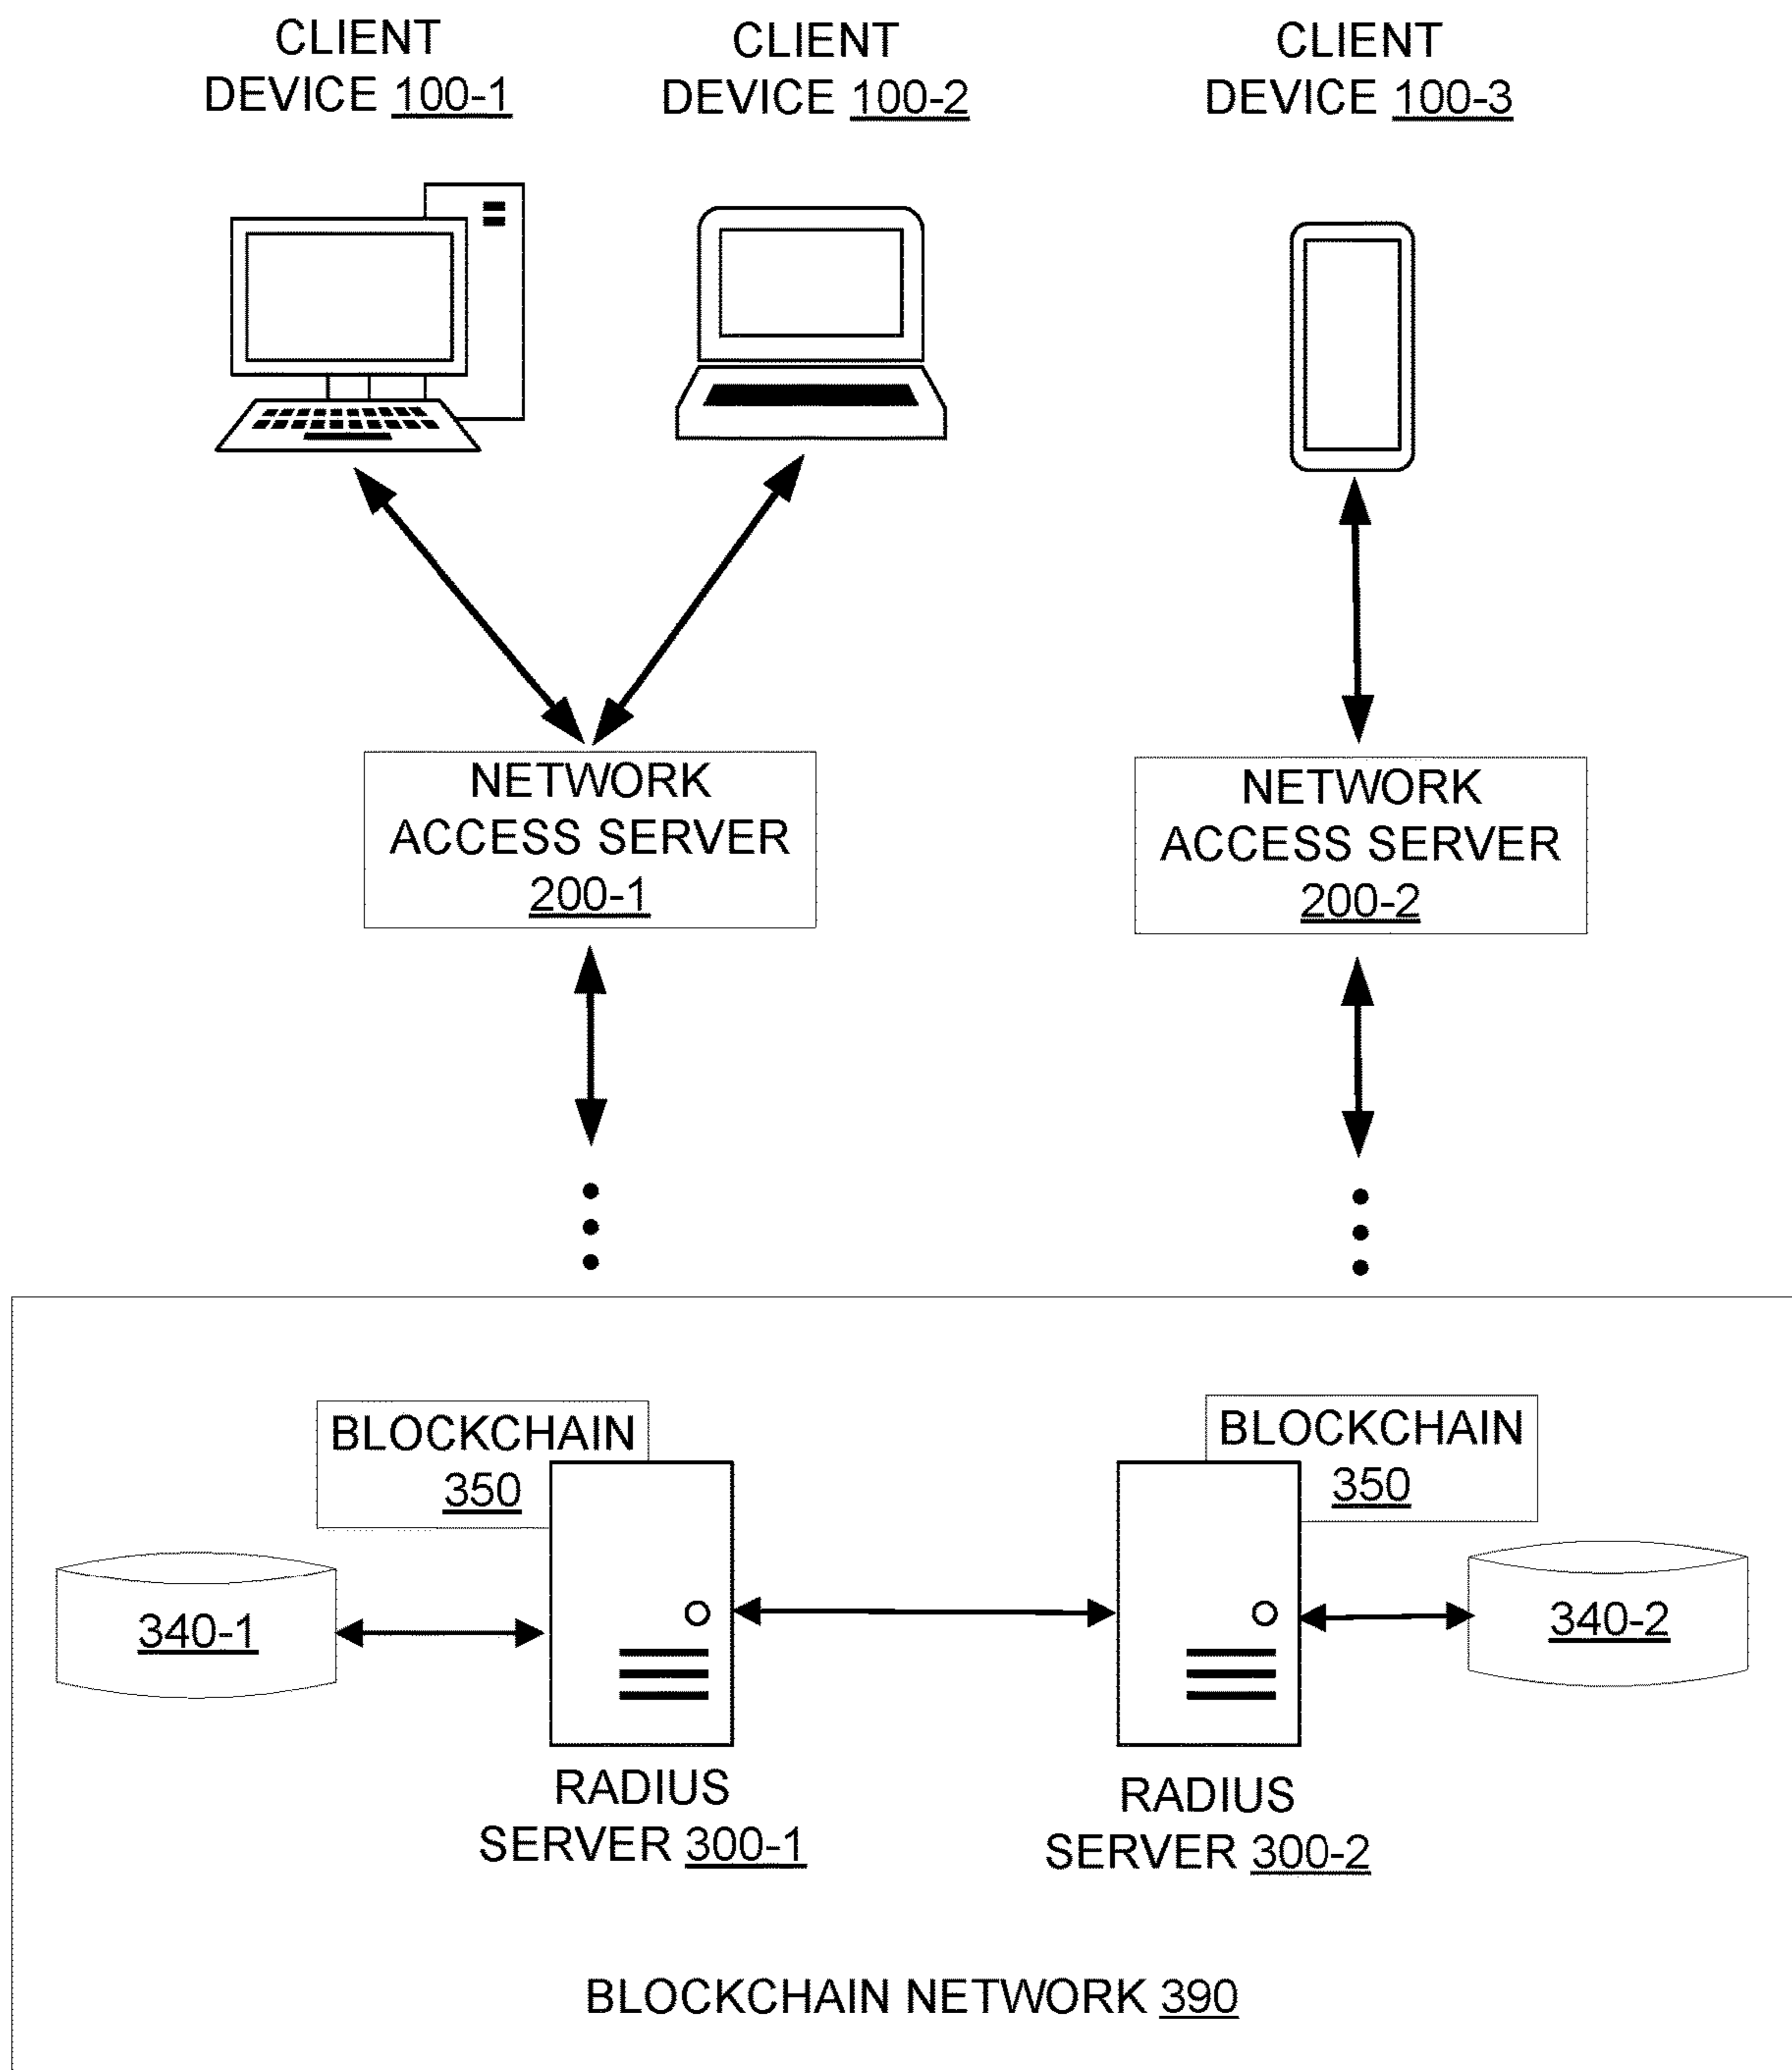 CLIENT
DEVICE 100-1
CLIENT
DEVICE 100-2
CLIENT
DEVICE 100-3
NETWORK
ACCESS SERVER
200-1
NETWORK
ACCESS SERVER
200-2
BLOCKCHAIN
350
BLOCKCHAIN
350
340-1
340-2
RADIUS
SERVER 300-1
RADIUS
SERVER 300-2
BLOCKCHAIN NETWORK 390